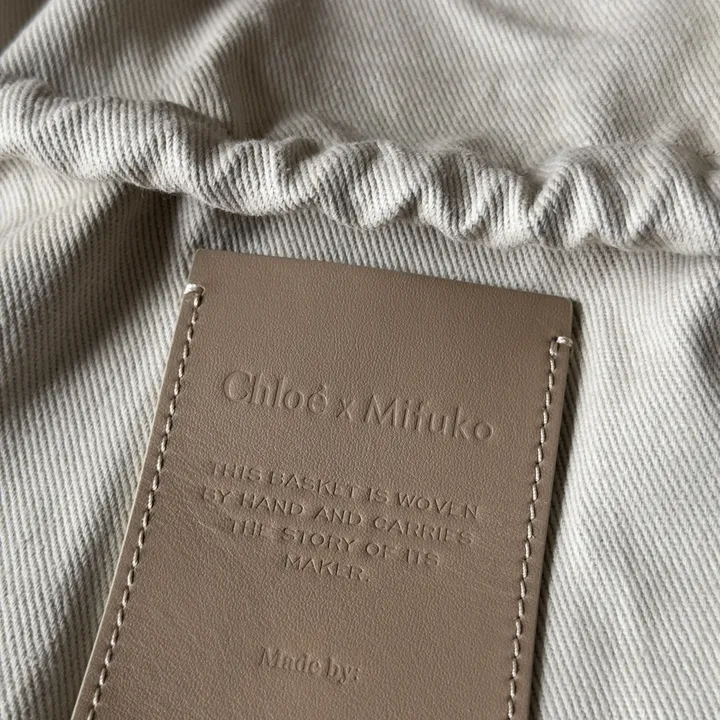 Chloé x Mifuko
THIS BASKET IS WOVEN
BY HAND AND CARRIES
THE STORY OF ITS
MAKER.
Made by: